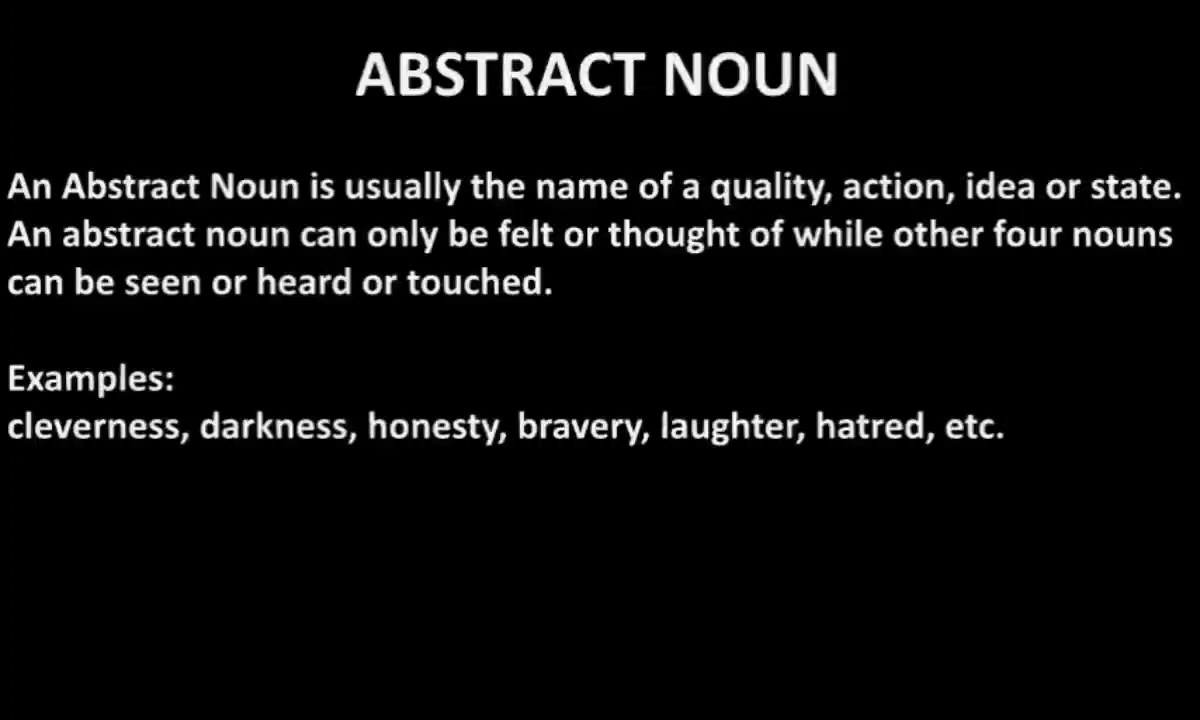 ABSTRACT NOUN
An Abstract Noun is usually the name of a quality, action, idea or state.
An abstract noun can only be felt or thought of while other four nouns
can be seen or heard or touched.
Examples:
cleverness, darkness, honesty, bravery, laughter, hatred, etc.